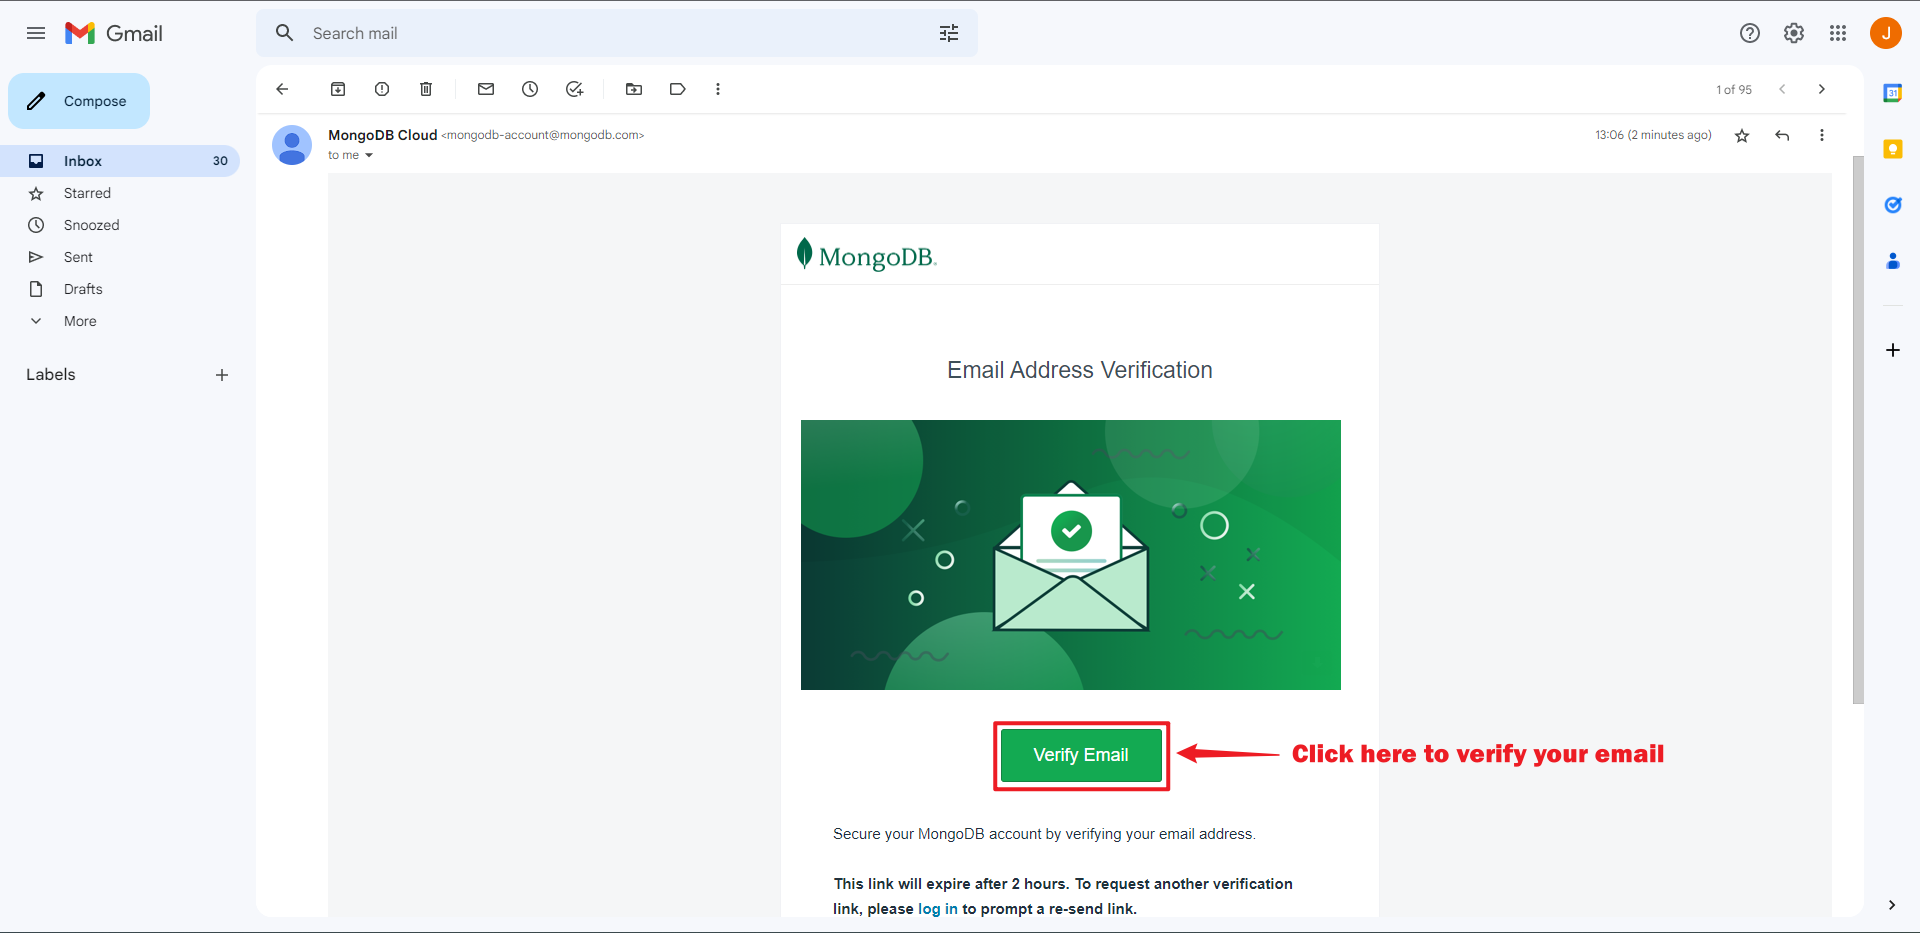 Gmail
Search mail
J
Compose
1 of 95
31
MongoDB Cloud <mongodb-account@mongodb.com>
13:06 (2 minutes ago)
to me
Inbox 30
Starred
Snoozed
Sent
Drafts
More
Labels
MongoDB.
Email Address Verification
Verify Email
Click here to verify your email
Secure your MongoDB account by verifying your email address.
This link will expire after 2 hours. To request another verification
link, please log in to prompt a re-send link.